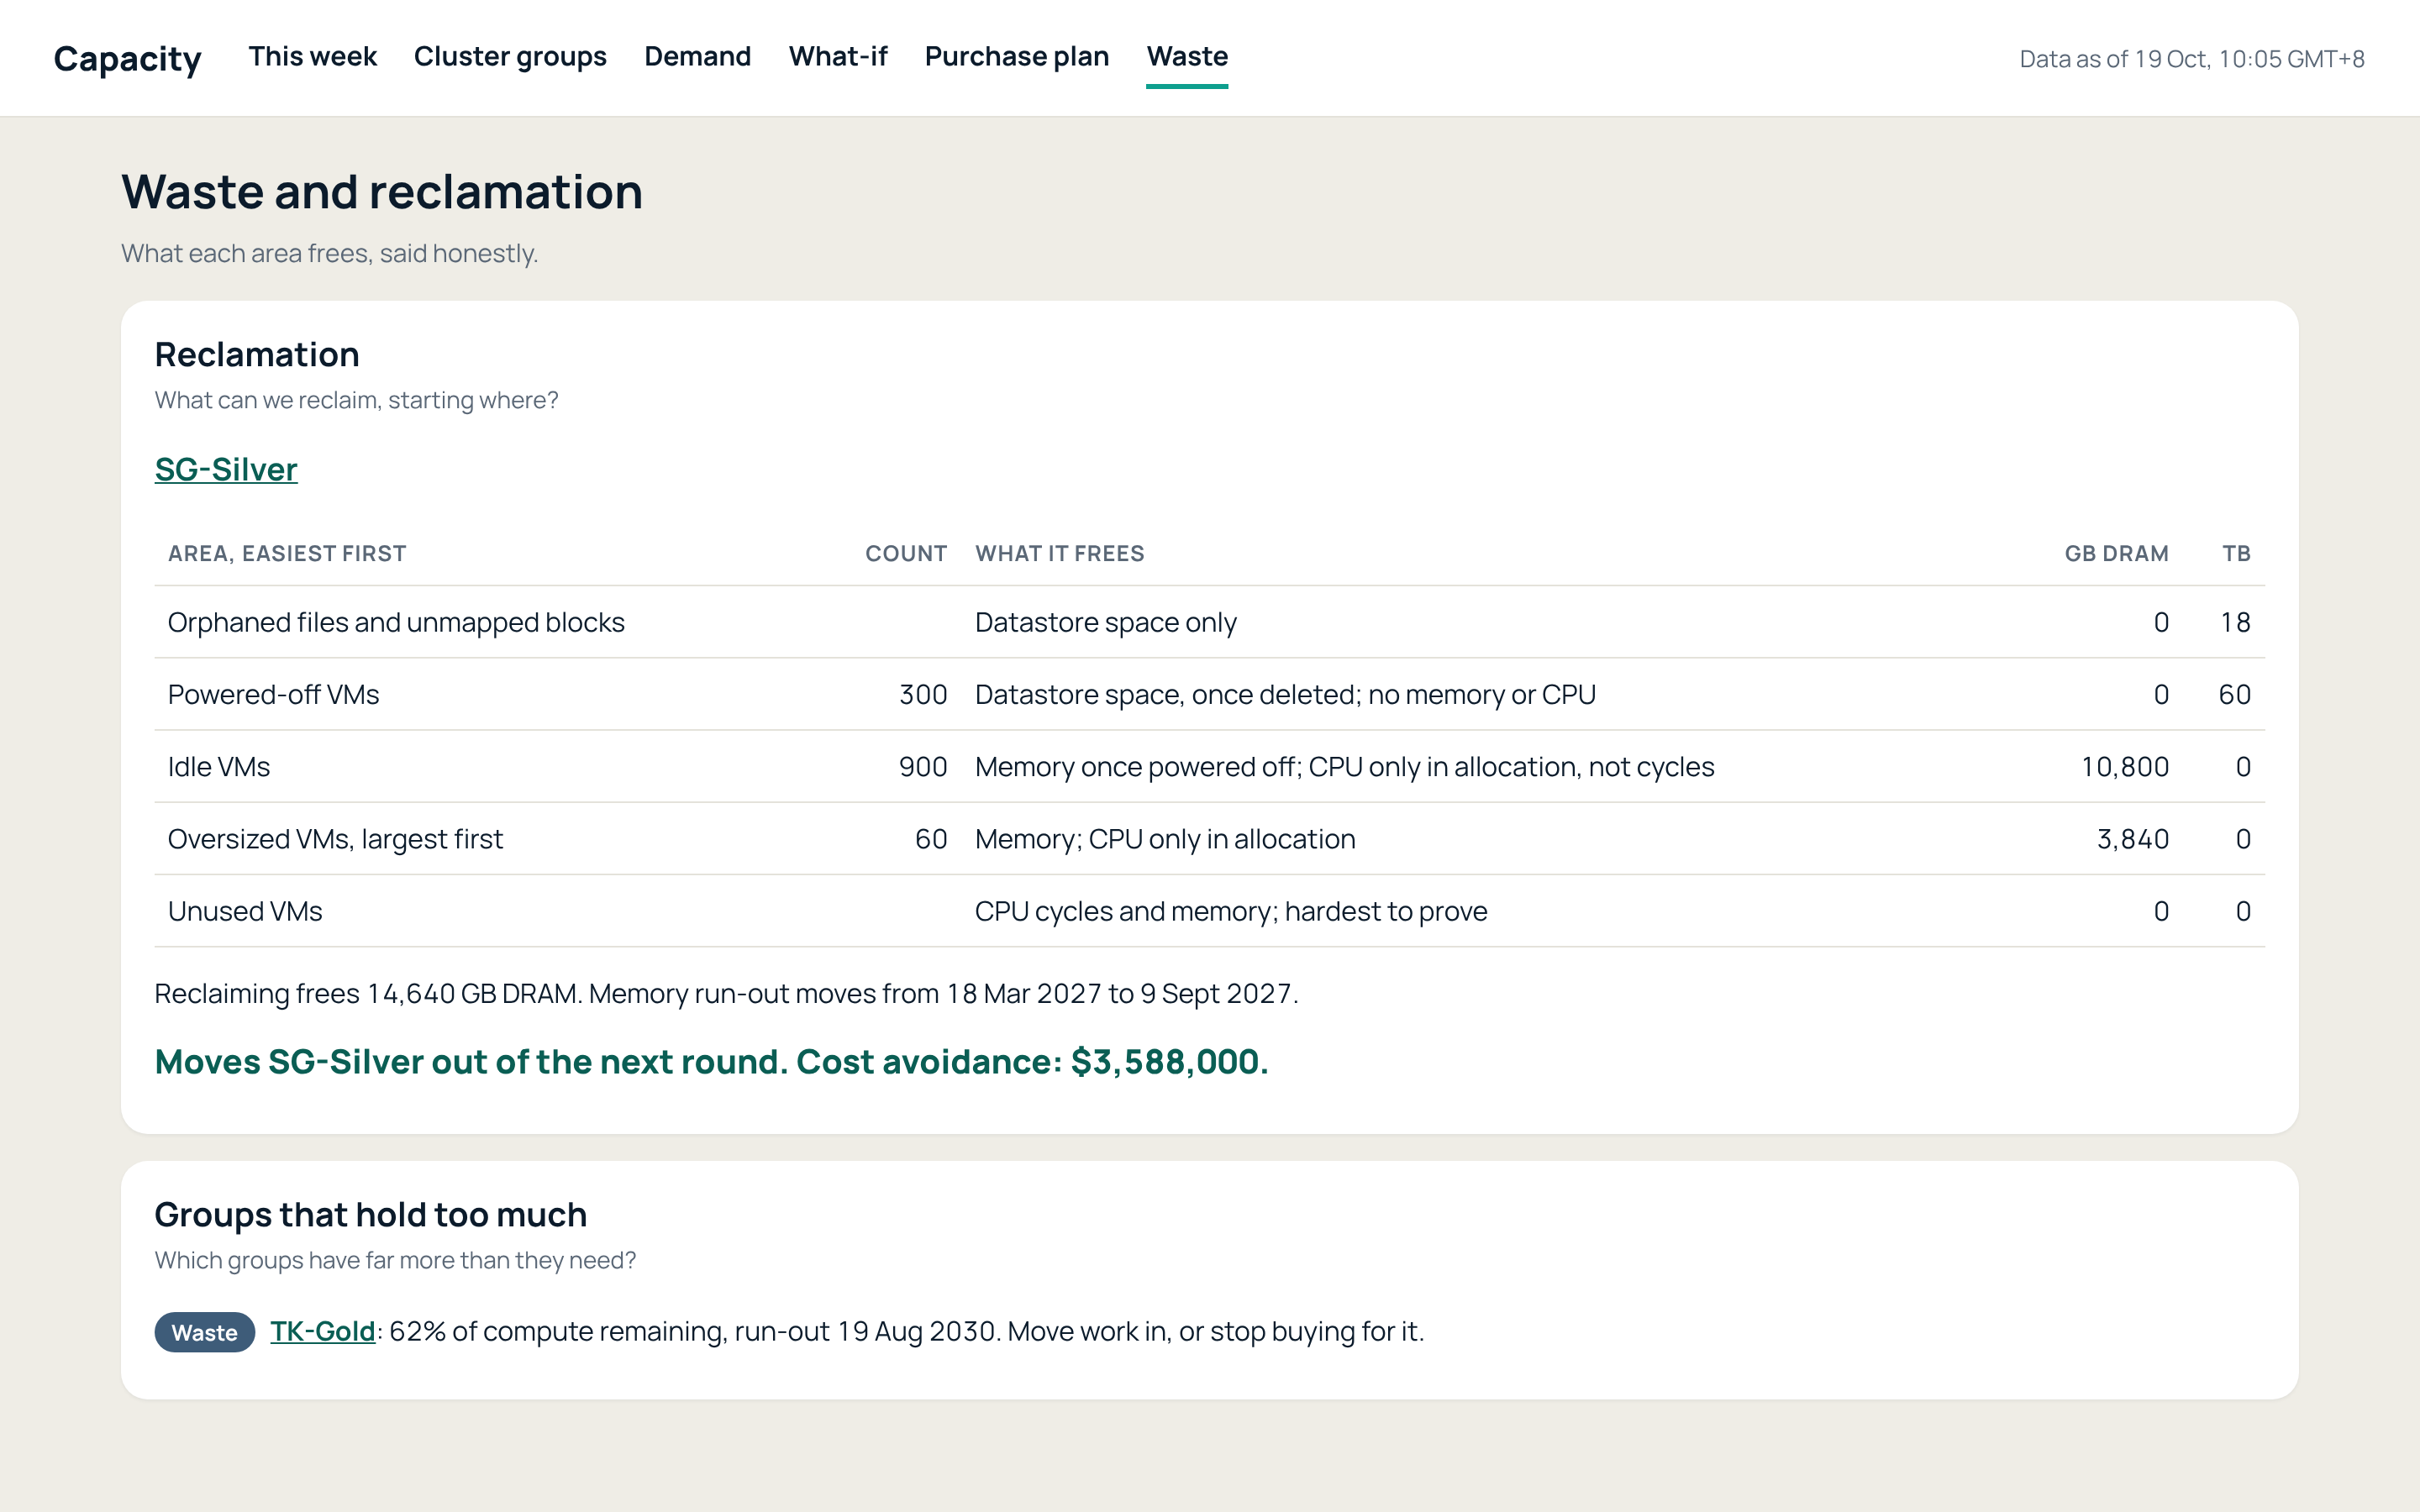 Capacity This week Cluster groups Demand What-if Purchase plan Waste Data as of 19 Oct, 10:05 GMT+8
Waste and reclamation
What each area frees, said honestly.
Reclamation
What can we reclaim, starting where?
SG-Silver
AREA, EASIEST FIRST COUNT WHAT IT FREES GB DRAM TB
Orphaned files and unmapped blocks Datastore space only 0 18
Powered-off VMs 300 Datastore space, once deleted; no memory or CPU 0 60
Idle VMs 900 Memory once powered off; CPU only in allocation, not cycles 10,800 0
Oversized VMs, largest first 60 Memory; CPU only in allocation 3,840 0
Unused VMs CPU cycles and memory; hardest to prove 0 0
Reclaiming frees 14,640 GB DRAM. Memory run-out moves from 18 Mar 2027 to 9 Sept 2027.
Moves SG-Silver out of the next round. Cost avoidance: $3,588,000.
Groups that hold too much
Which groups have far more than they need?
Waste TK-Gold: 62% of compute remaining, run-out 19 Aug 2030. Move work in, or stop buying for it.